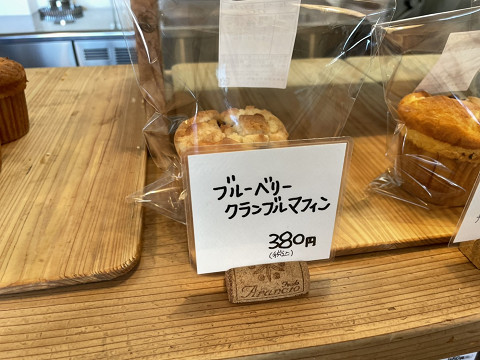 ブルーベリー
クランブルマフィン
380円
Arancio